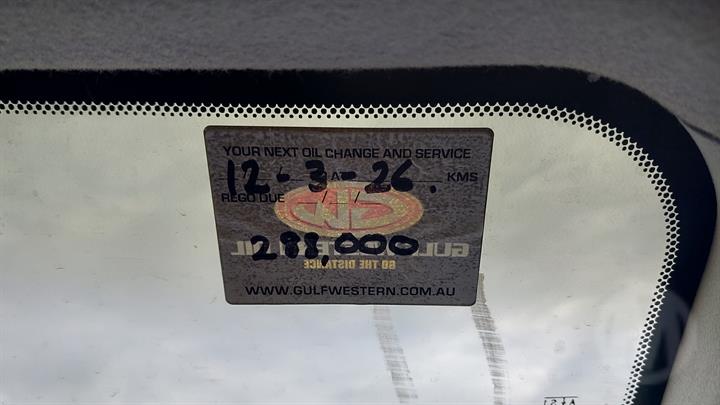 YOUR NEXT OIL CHANGE AND SERVICE
12-3-26. KMS
REGO DUE / /
288,000
GO THE DISTANCE
WWW.GULFWESTERN.COM.AU